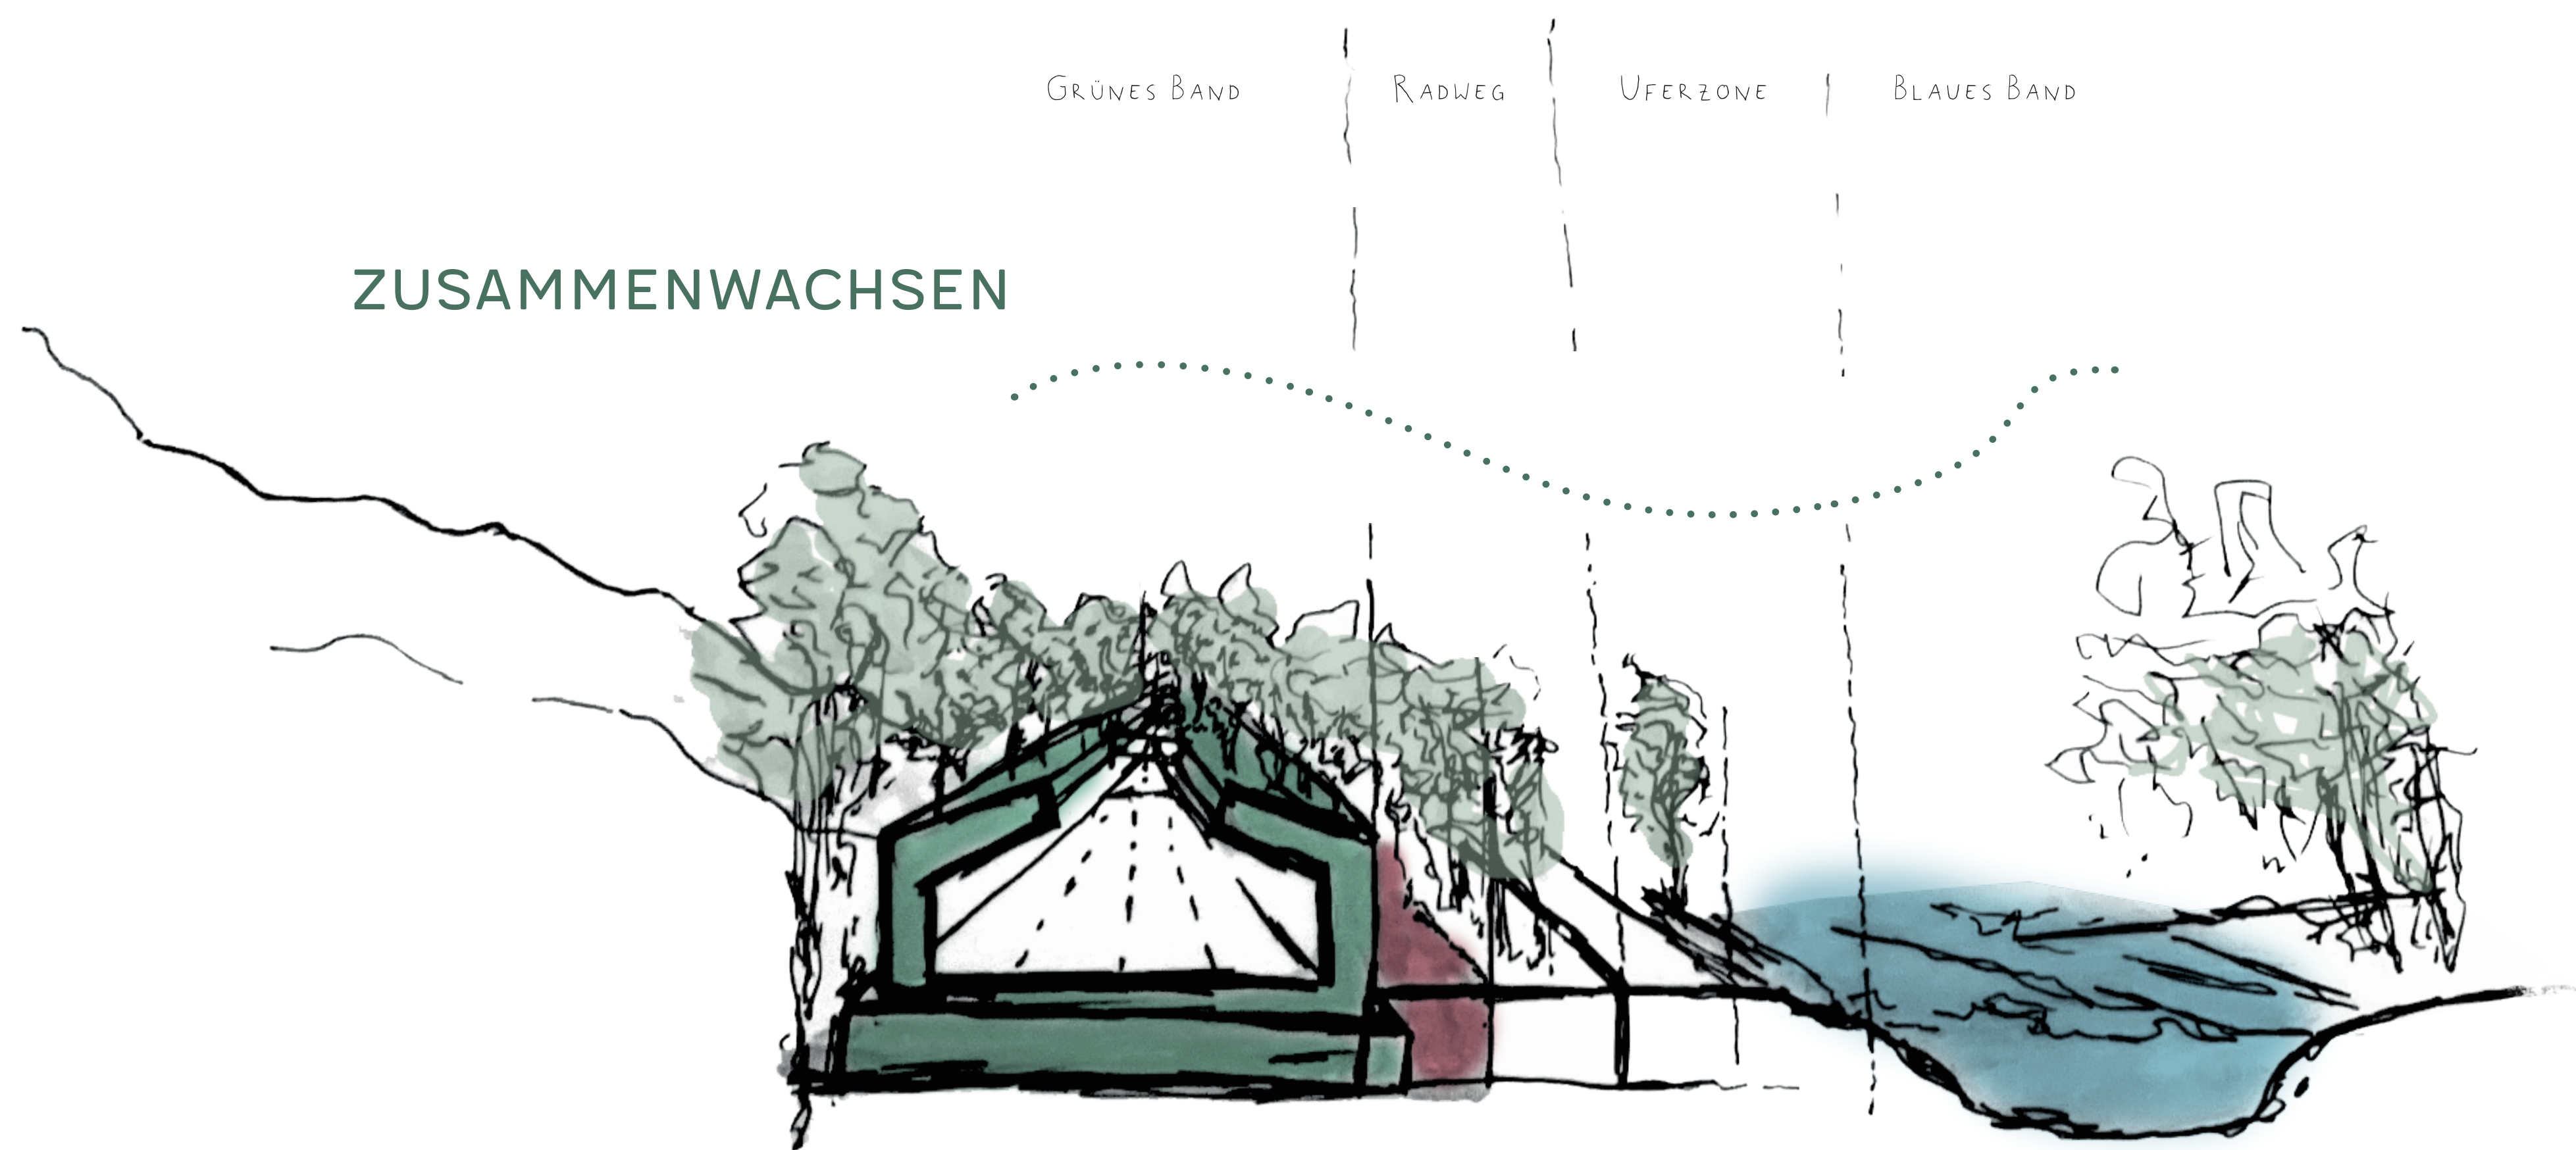 GRÜNES BAND
RADWEG
UFERZONE
BLAUES BAND
ZUSAMMENWACHSEN